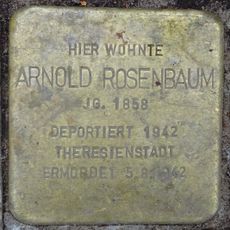 HIER WOHNTE
ARNOLD ROSENBAUM
JG. 1858
DEPORTIERT 1942
THERESIENSTADT
ERMORDET 5.8.1942